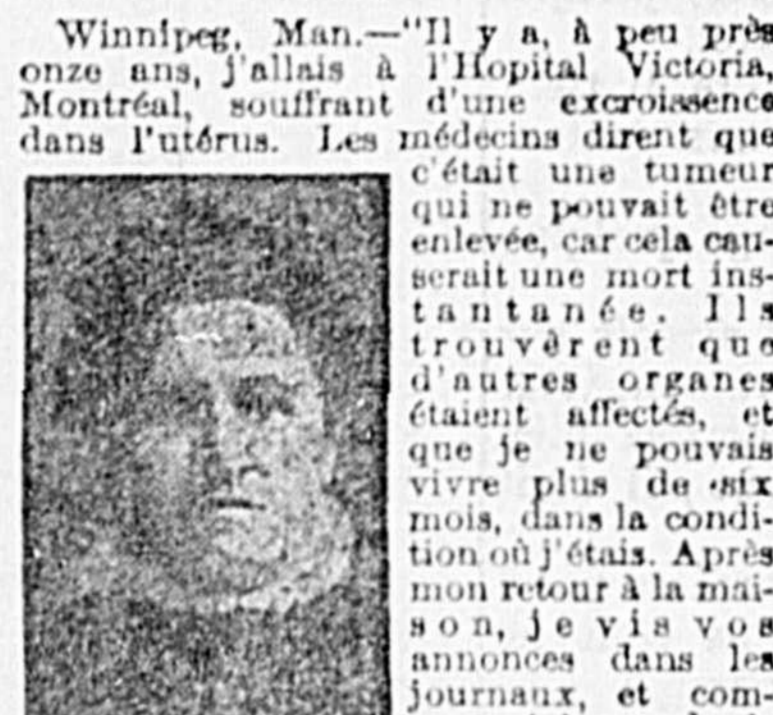 Winnipeg, Man.—"Il y a, à peu près
onze ans, j'allais à l'Hopital Victoria,
Montréal, souffrant d'une excroissence
dans l'utérus. Les médecins dirent que
c'était une tumeur
qui ne pouvait être
enlevée, car cela cau-
serait une mort ins-
tantanée. Ils
trouvèrent que
d'autres organes
étaient affectés, et
que je ne pouvais
vivre plus de six
mois, dans la condi-
tion où j'étais. Après
mon retour à la mai-
son, je vis vos
annonces dans les
journaux, et com-